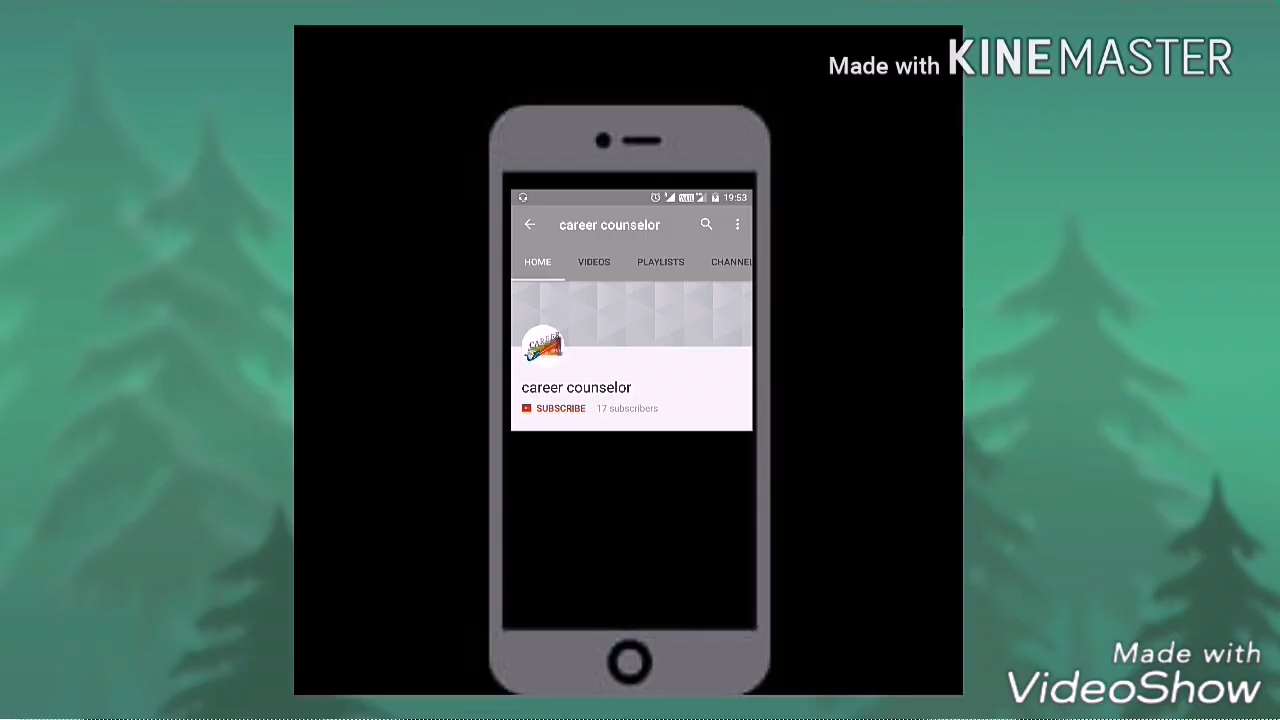 Made with KINEMASTER
19:53
career counselor
HOME VIDEOS PLAYLISTS CHANNEL
CAREER
career counselor
SUBSCRIBE 17 subscribers
Made with
VideoShow